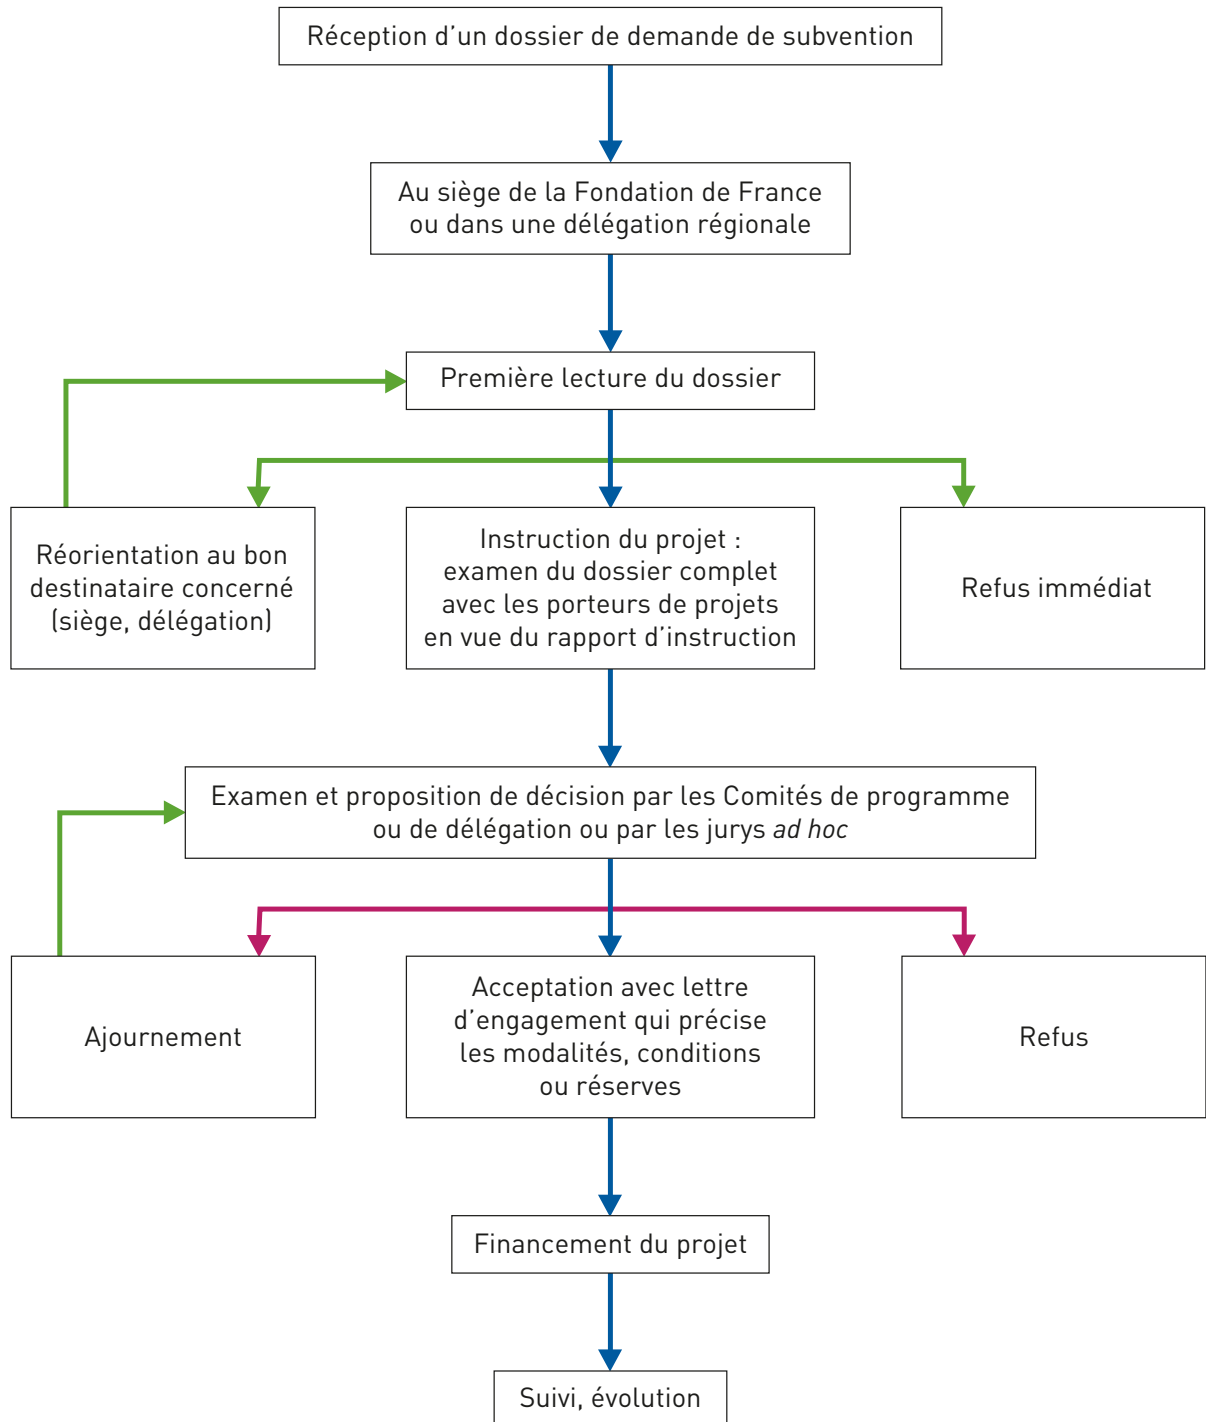 Réception d’un dossier de demande de subvention
Au siège de la Fondation de France
ou dans une délégation régionale
Première lecture du dossier
Réorientation au bon
destinataire concerné
(siège, délégation)
Instruction du projet :
examen du dossier complet
avec les porteurs de projets
en vue du rapport d’instruction
Refus immédiat
Examen et proposition de décision par les Comités de programme
ou de délégation ou par les jurys ad hoc
Ajournement
Acceptation avec lettre
d’engagement qui précise
les modalités, conditions
ou réserves
Refus
Financement du projet
Suivi, évolution